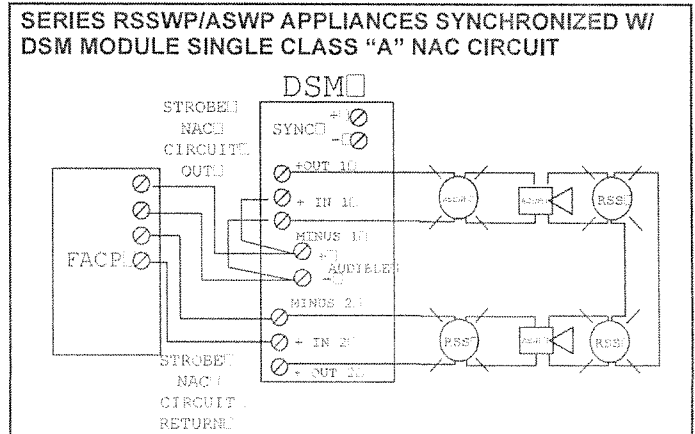 SERIES RSSWP/ASWP APPLIANCES SYNCHRONIZED W/
DSM MODULE SINGLE CLASS “A” NAC CIRCUIT
DSM
STROBE
NAC
CIRCUIT
OUT
SYNC
+
-
+OUT 1
+ IN 1
MINUS 1
+
AUDIBLE
-
FACP
RSS
MINUS 2
+ IN 2
+ OUT 2
RSS
RSS
STROBE
NAC
CIRCUIT
RETURN